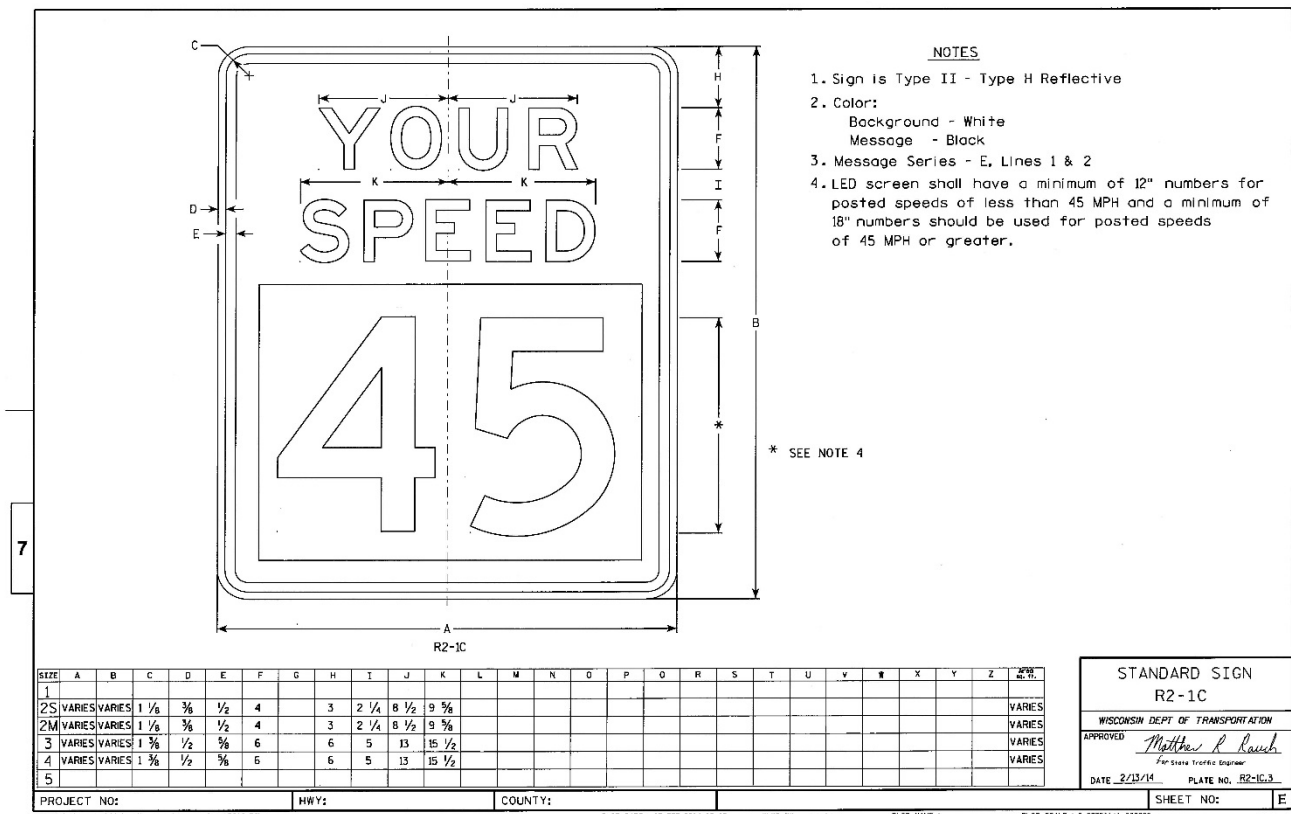 C
H
J J
YOUR
F
K K
I
D
SPEED
F
E
45
B
*
* SEE NOTE 4
A
R2-1C
NOTES
1. Sign is Type II - Type H Reflective
2. Color:
Background - White
Message - Black
3. Message Series - E, Lines 1 & 2
4. LED screen shall have a minimum of 12" numbers for
posted speeds of less than 45 MPH and a minimum of
18" numbers should be used for posted speeds
of 45 MPH or greater.
7
SIZE A B C D E F G H I J K L M N O P Q R S T U V W X Y Z Area sq. ft.
1
2S VARIES VARIES 1 1/8 3/8 1/2 4 3 2 1/4 8 1/2 9 5/8 VARIES
2M VARIES VARIES 1 1/8 3/8 1/2 4 3 2 1/4 8 1/2 9 5/8 VARIES
3 VARIES VARIES 1 3/8 1/2 5/8 6 6 5 13 15 1/2 VARIES
4 VARIES VARIES 1 3/8 1/2 5/8 6 6 5 13 15 1/2 VARIES
5
STANDARD SIGN
R2-1C
WISCONSIN DEPT OF TRANSPORTATION
APPROVED Matthew R Rauch
For State Traffic Engineer
DATE 2/13/14 PLATE NO. R2-1C.3
PROJECT NO: HWY: COUNTY: SHEET NO: E